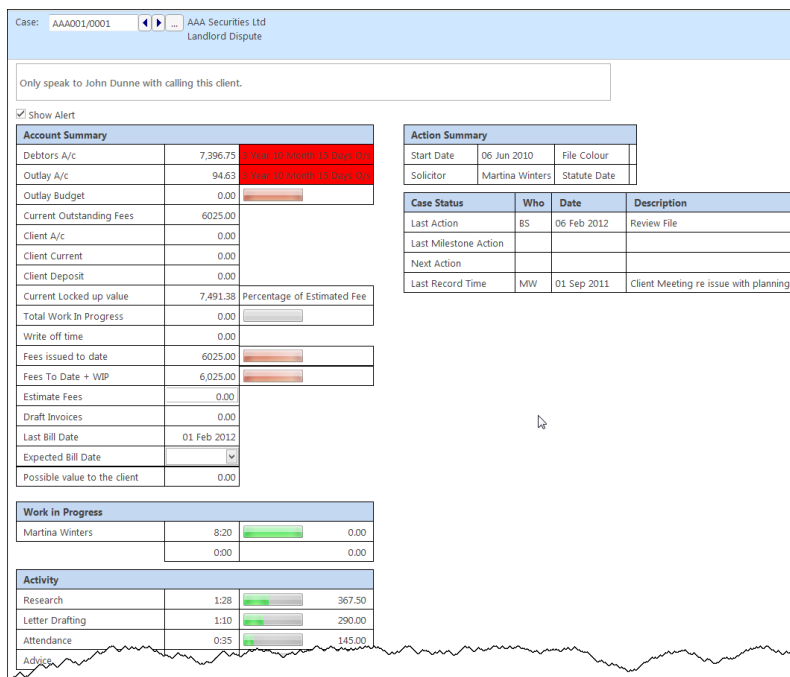 Case: AAA001/0001 ... AAA Securities Ltd
Landlord Dispute
Only speak to John Dunne with calling this client.
Show Alert
Account Summary
Debtors A/c 7,396.75 Year 10 Month 15 Days O/s
Outlay A/c 94.63 Year 10 Month 15 Days O/s
Outlay Budget 0.00
Current Outstanding Fees 6025.00
Client A/c 0.00
Client Current 0.00
Client Deposit 0.00
Current Locked up value 7,491.38 Percentage of Estimated Fee
Total Work In Progress 0.00
Write off time 0.00
Fees issued to date 6025.00
Fees To Date + WIP 6,025.00
Estimate Fees 0.00
Draft Invoices 0.00
Last Bill Date 01 Feb 2012
Expected Bill Date
Possible value to the client 0.00
Work in Progress
Martina Winters 8:20 0.00
0:00 0.00
Activity
Research 1:28 367.50
Letter Drafting 1:10 290.00
Attendance 0:35 145.00
Advice
Action Summary
Start Date 06 Jun 2010 File Colour
Solicitor Martina Winters Statute Date
Case Status Who Date Description
Last Action BS 06 Feb 2012 Review File
Last Milestone Action
Next Action
Last Record Time MW 01 Sep 2011 Client Meeting re issue with planning